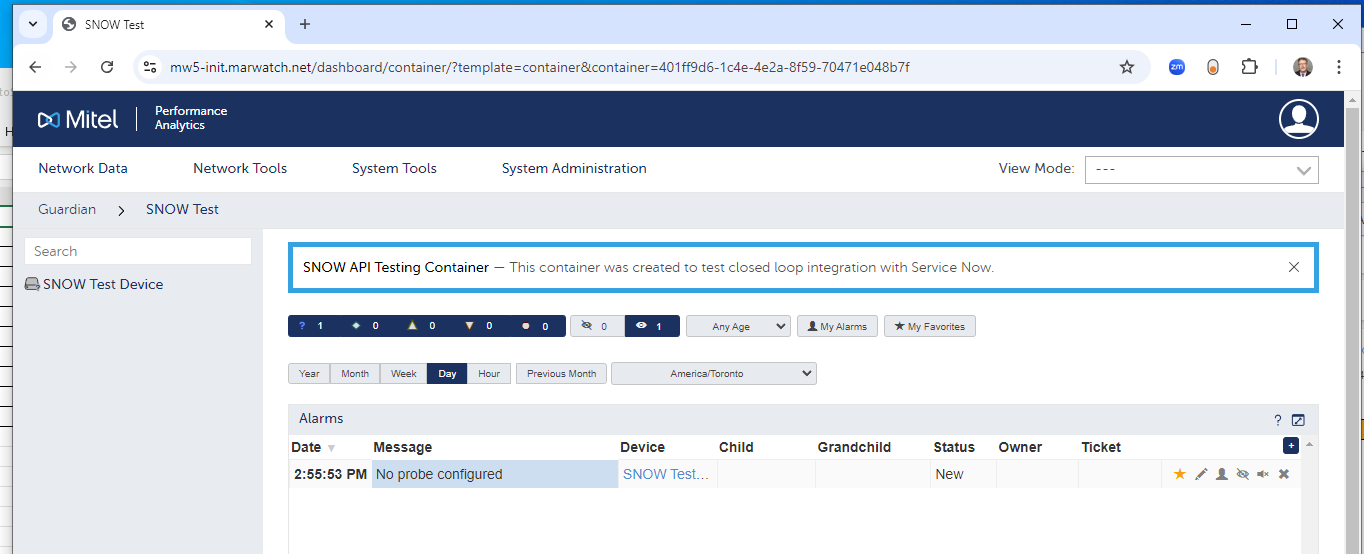 SNOW Test
mw5-init.marwatch.net/dashboard/container/?template=container&container=401ff9d6-1c4e-4e2a-8f59-70471e048b7f
zm
Mitel
Performance
Analytics
Network Data Network Tools System Tools System Administration View Mode: ---
Guardian > SNOW Test
Search
SNOW Test Device
SNOW API Testing Container — This container was created to test closed loop integration with Service Now.
? 1 0 0 0 0 0 1 Any Age My Alarms My Favorites
Year Month Week Day Hour Previous Month America/Toronto
Alarms ?
Date Message Device Child Grandchild Status Owner Ticket +
2:55:53 PM No probe configured SNOW Test... New